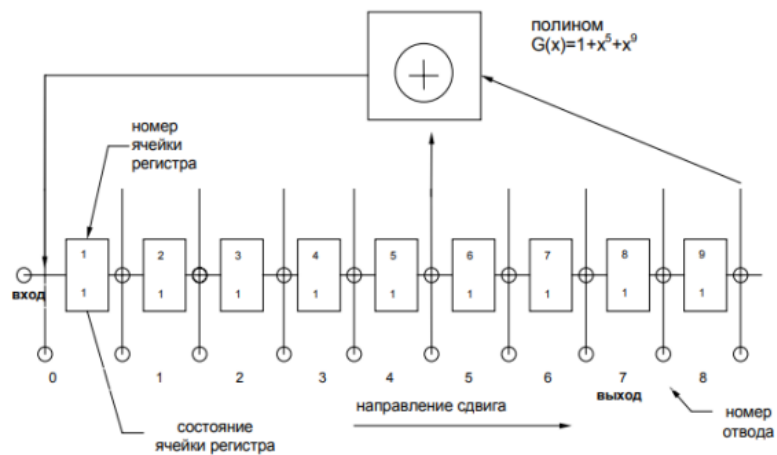 полином
G(x)=1+x⁵+x⁹
номер
ячейки
регистра
1 2 3 4 5 6 7 8 9
1 1 1 1 1 1 1 1 1
вход
0 1 2 3 4 5 6 7 8
выход
направление сдвига
номер
отвода
состояние
ячейки регистра